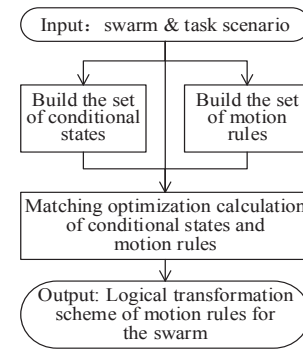 Input：swarm & task scenario
Build the set
of conditional
states
Build the set
of motion
rules
Matching optimization calculation
of conditional states and
motion rules
Output: Logical transformation
scheme of motion rules for
the swarm